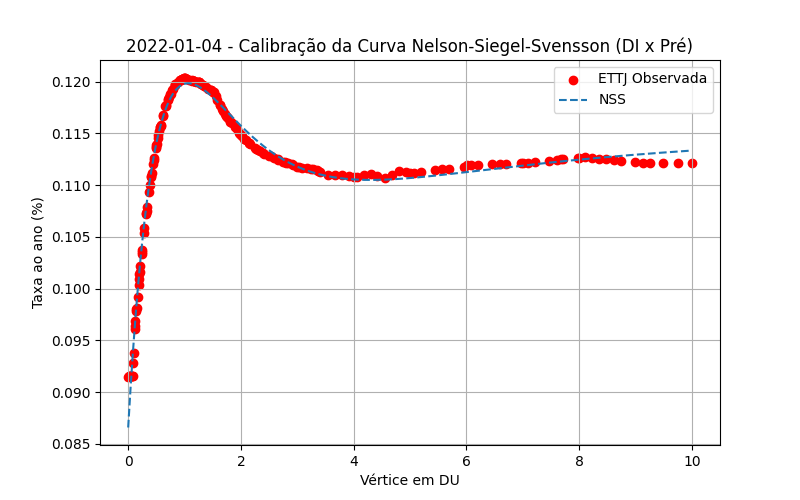 2022-01-04 - Calibração da Curva Nelson-Siegel-Svensson (DI x Pré)
ETTJ Observada
NSS
Taxa ao ano (%)
0.120
0.115
0.110
0.105
0.100
0.095
0.090
0.085
0 2 4 6 8 10
Vértice em DU